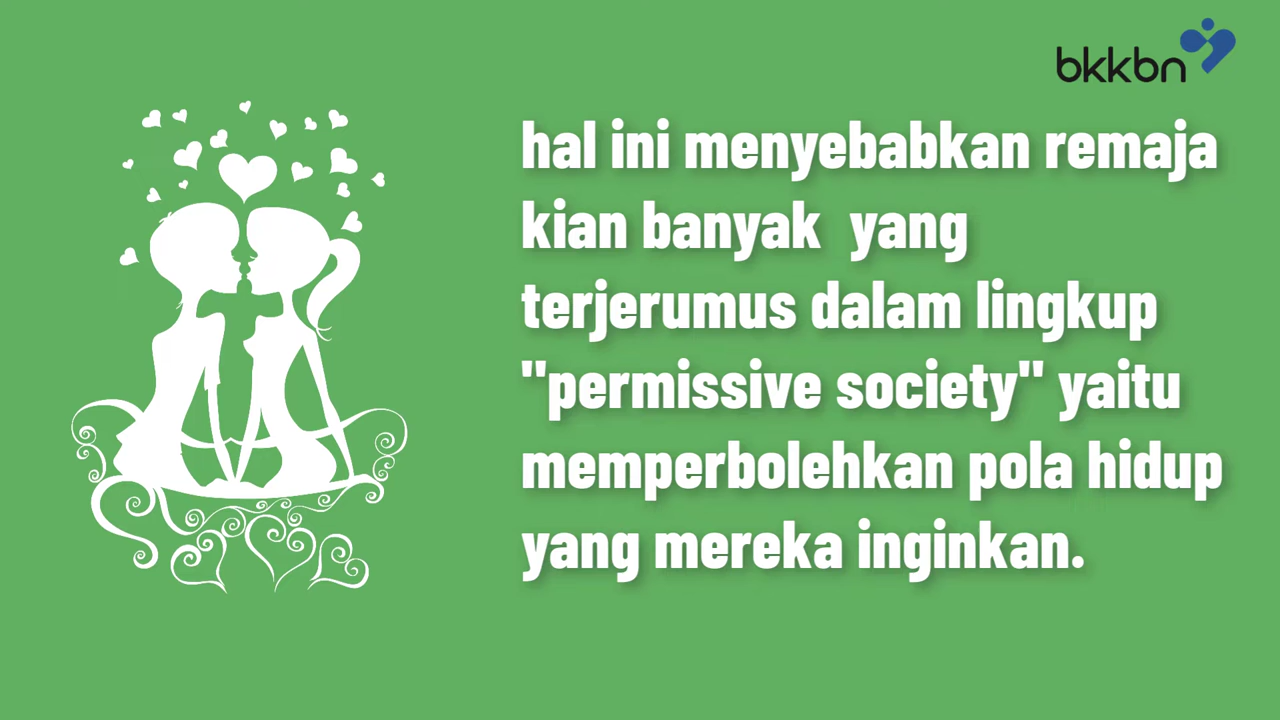 bkkbn
hal ini menyebabkan remaja
kian banyak  yang
terjerumus dalam lingkup
"permissive society" yaitu
memperbolehkan pola hidup
yang mereka inginkan.